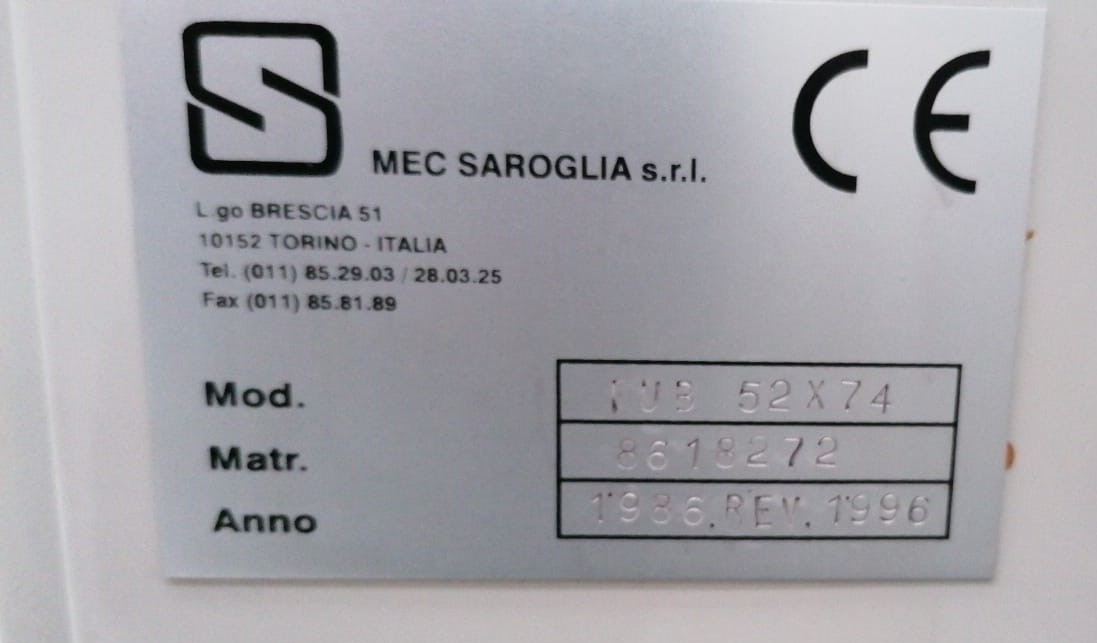 MEC SAROGLIA s.r.l.
CE
L.go BRESCIA 51
10152 TORINO - ITALIA
Tel. (011) 85.29.03 / 28.03.25
Fax (011) 85.81.89
Mod. FUB 52X74
Matr. 8618272
Anno 1986.REV.1996